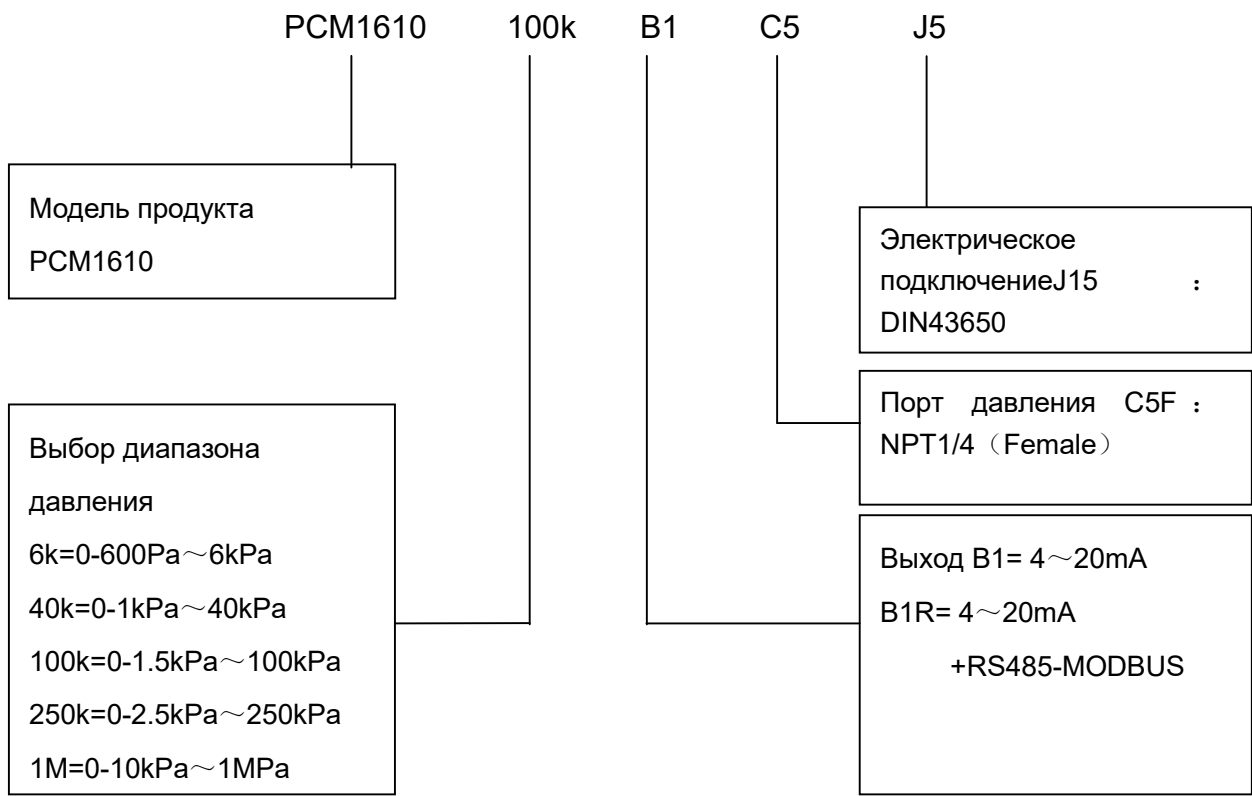 PCM1610 100k B1 C5 J5
Модель продукта
PCM1610
Электрическое
подключениеJ15 ：
DIN43650
Порт давления C5F：
NPT1/4（Female）
Выбор диапазона
давления
6k=0-600Pa～6kPa
40k=0-1kPa～40kPa
100k=0-1.5kPa～100kPa
250k=0-2.5kPa～250kPa
1M=0-10kPa～1MPa
Выход B1= 4～20mA
B1R= 4～20mA
+RS485-MODBUS